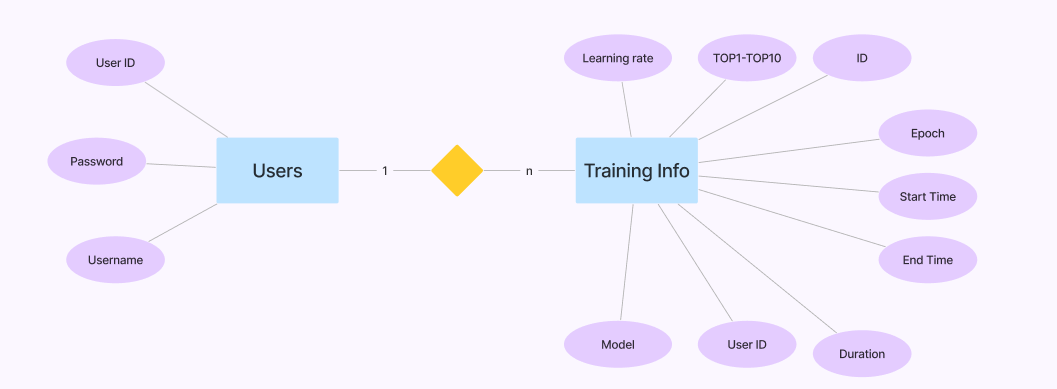 Learning rate
TOP1-TOP10
ID
User ID
Epoch
Password
Users
1
n
Training Info
Start Time
Username
End Time
Model
User ID
Duration